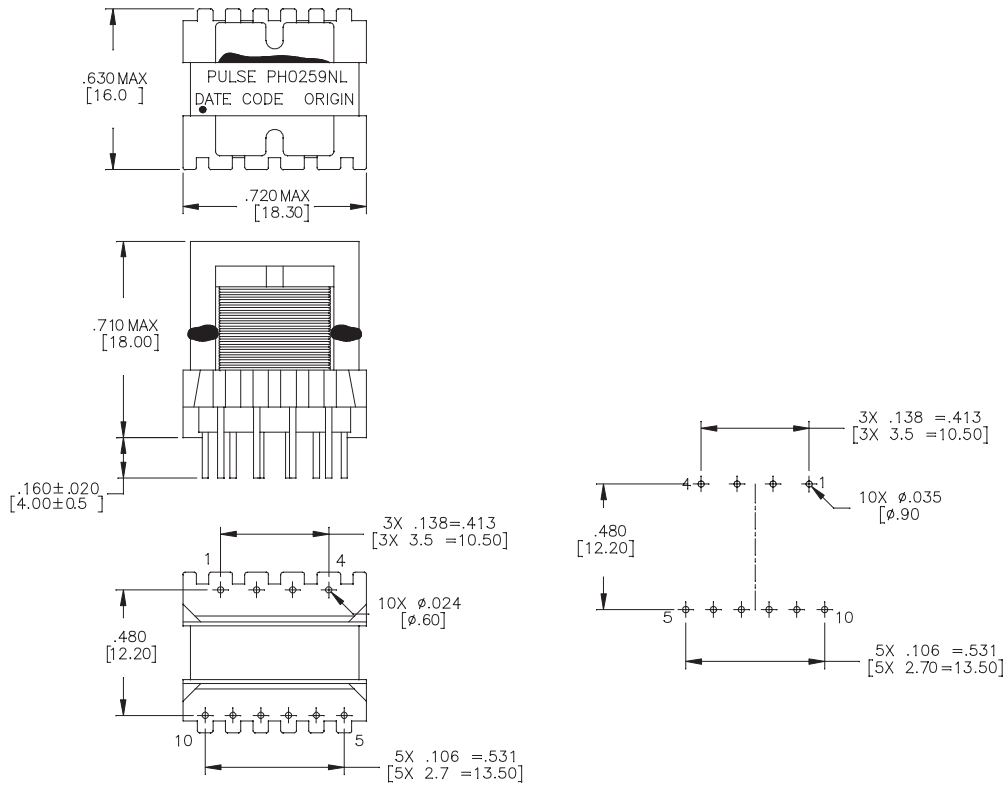 .630 MAX
[16.0 ]
PULSE PH0259NL
DATE CODE ORIGIN
.720 MAX
[18.30]
.710 MAX
[18.00]
.160±.020
[4.00±0.5 ]
3X .138=.413
[3X 3.5 =10.50]
1
4
10X ø.024
[ø.60]
.480
[12.20]
10
5
5X .106 =.531
[5X 2.7 =13.50]
3X .138 =.413
[3X 3.5 =10.50]
4
1
10X ø.035
[ø.90
.480
[12.20]
5
10
5X .106 =.531
[5X 2.70=13.50]